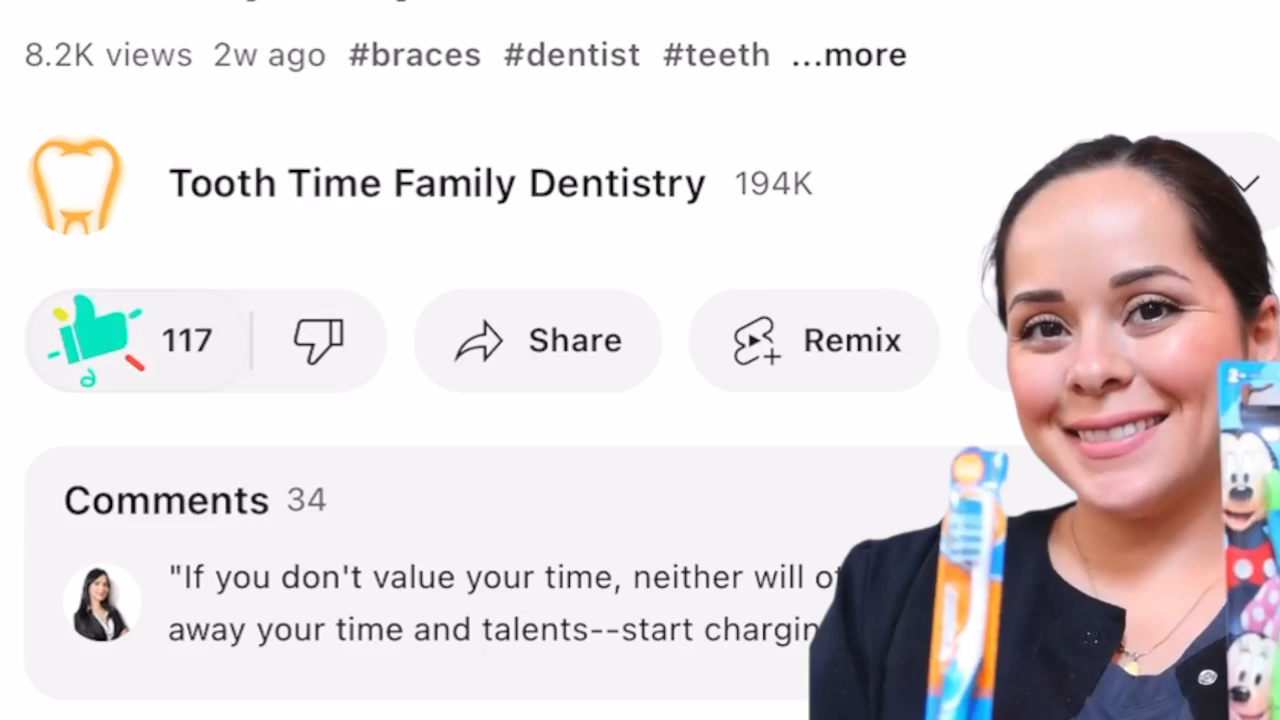 8.2K views 2w ago #braces #dentist #teeth ...more
Tooth Time Family Dentistry 194K
117 Share Remix
Comments 34
"If you don't value your time, neither will
away your time and talents--start
2+